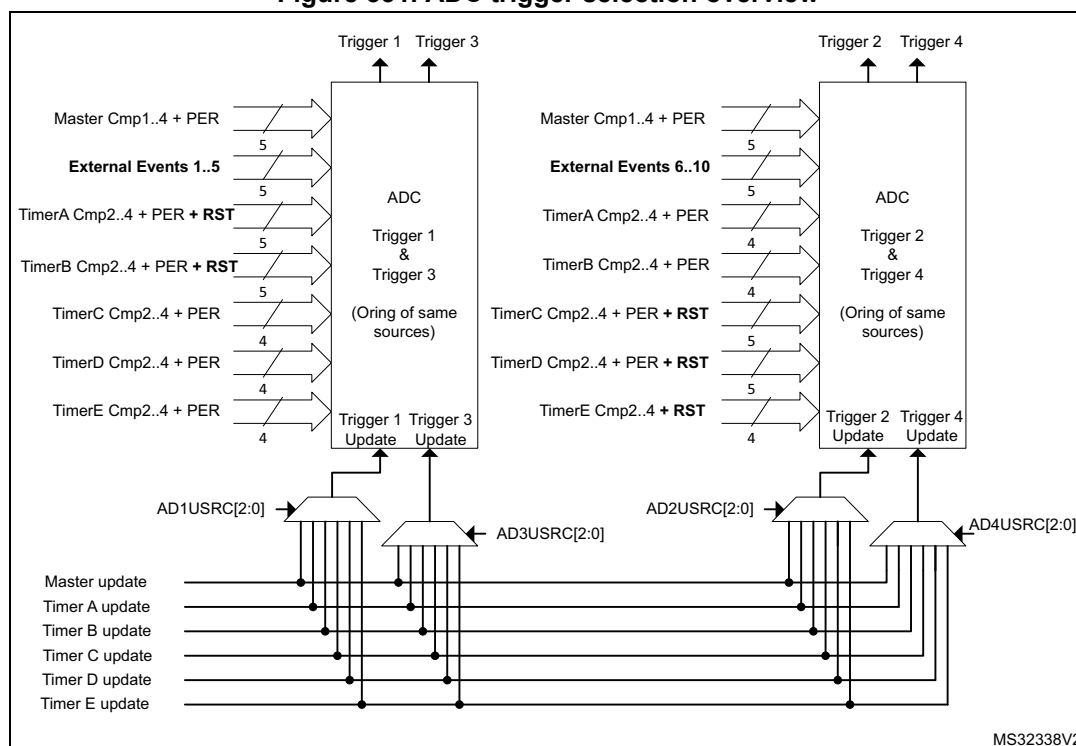 Trigger 1 Trigger 3
Master Cmp1..4 + PER
5
External Events 1..5
5
TimerA Cmp2..4 + PER + RST
5
TimerB Cmp2..4 + PER + RST
5
TimerC Cmp2..4 + PER
4
TimerD Cmp2..4 + PER
4
TimerE Cmp2..4 + PER
4
ADC
Trigger 1
&
Trigger 3
(Oring of same
sources)
Trigger 1 Trigger 3
Update Update
Trigger 2 Trigger 4
Master Cmp1..4 + PER
5
External Events 6..10
5
TimerA Cmp2..4 + PER
4
TimerB Cmp2..4 + PER
4
TimerC Cmp2..4 + PER + RST
5
TimerD Cmp2..4 + PER + RST
5
TimerE Cmp2..4 + RST
4
ADC
Trigger 2
&
Trigger 4
(Oring of same
sources)
Trigger 2 Trigger 4
Update Update
AD1USRC[2:0]
AD3USRC[2:0]
AD2USRC[2:0]
AD4USRC[2:0]
Master update
Timer A update
Timer B update
Timer C update
Timer D update
Timer E update
MS32338V2